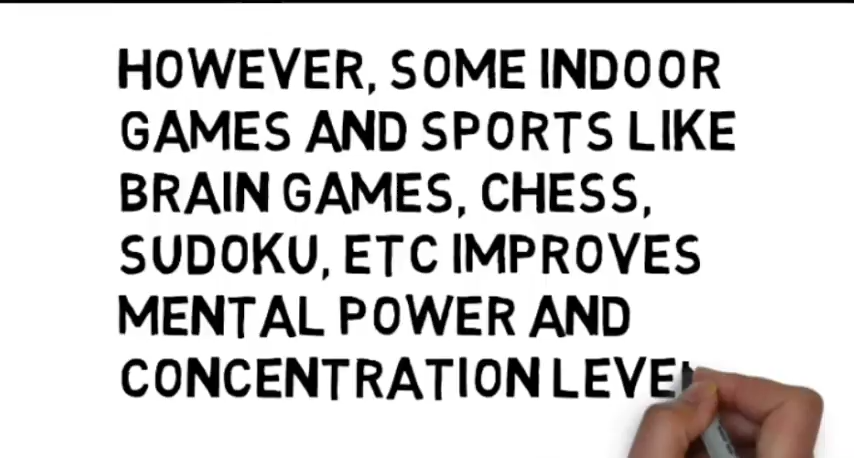 HOWEVER, SOME INDOOR
GAMES AND SPORTS LIKE
BRAIN GAMES, CHESS,
SUDOKU, ETC IMPROVES
MENTAL POWER AND
CONCENTRATION